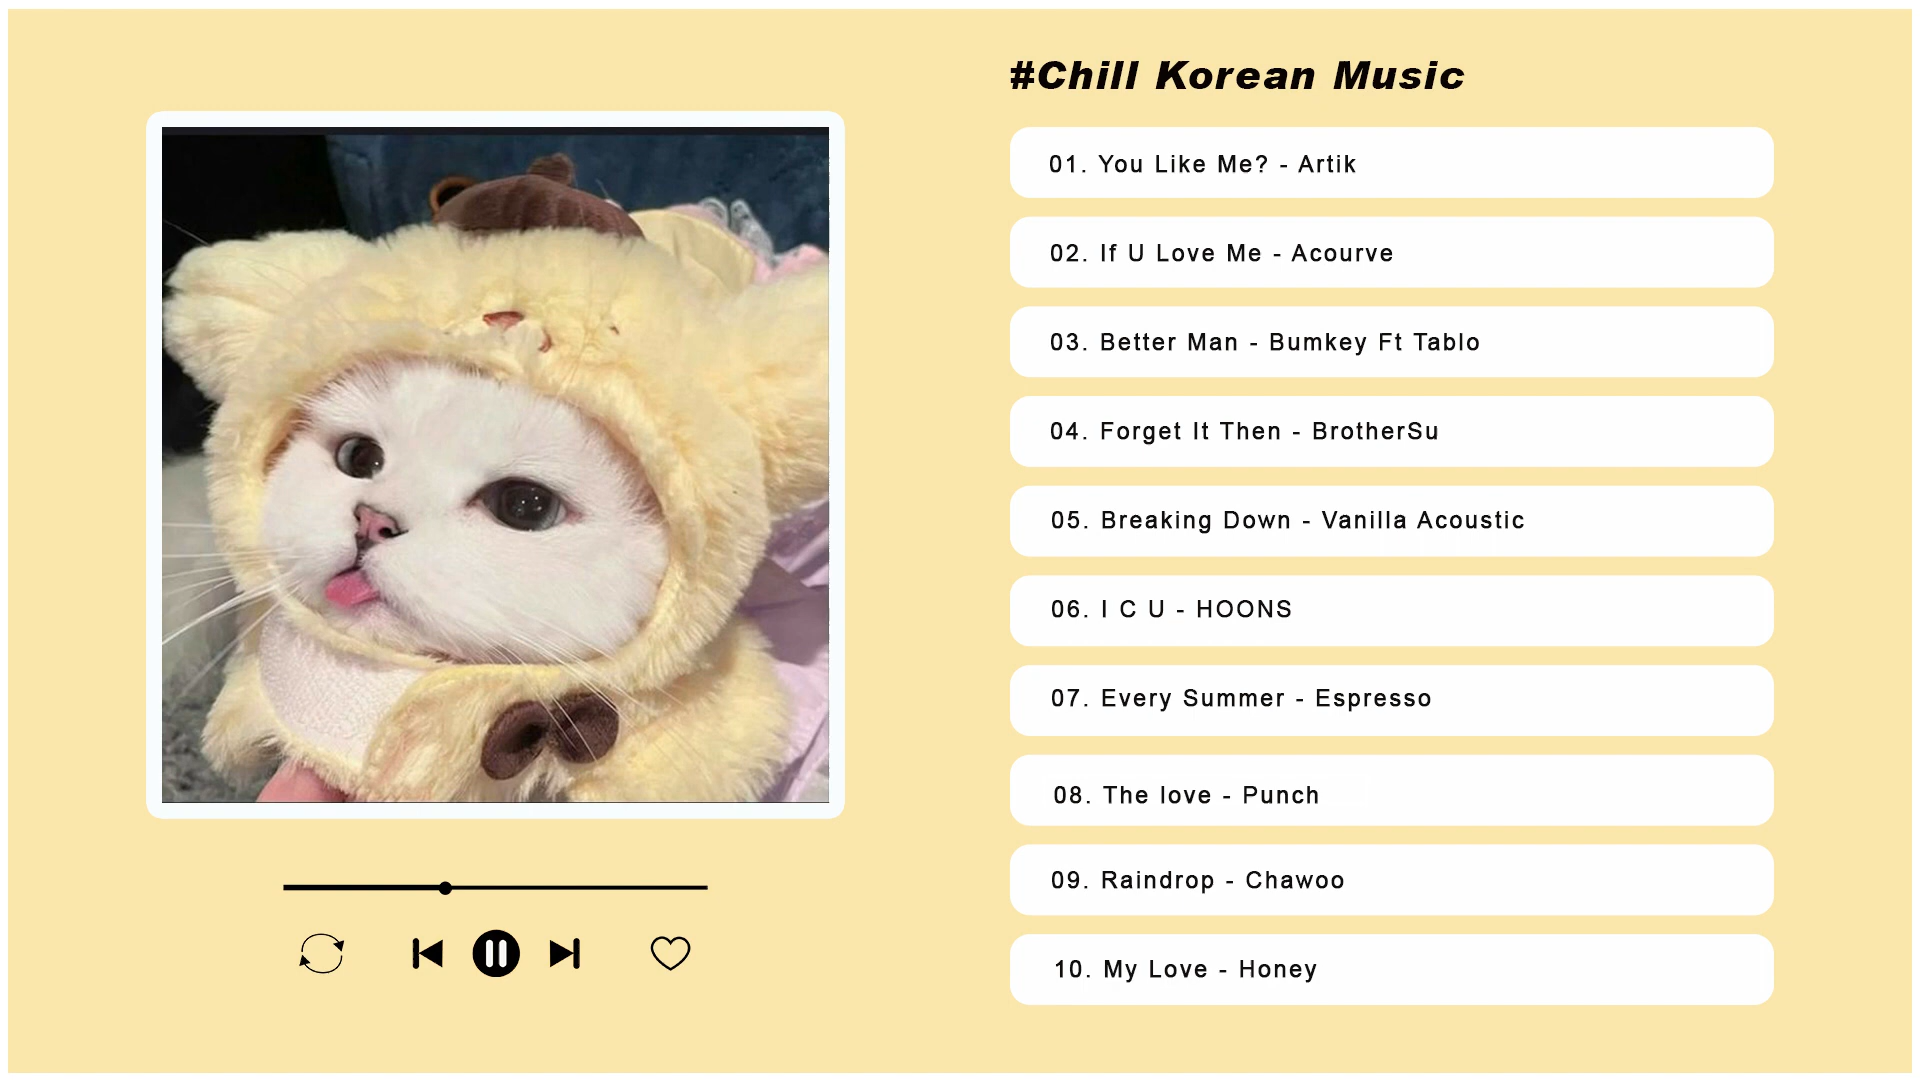 #Chill Korean Music
01. You Like Me? - Artik
02. If U Love Me - Acourve
03. Better Man - Bumkey Ft Tablo
04. Forget It Then - BrotherSu
05. Breaking Down - Vanilla Acoustic
06. I C U - HOONS
07. Every Summer - Espresso
08. The love - Punch
09. Raindrop - Chawoo
10. My Love - Honey